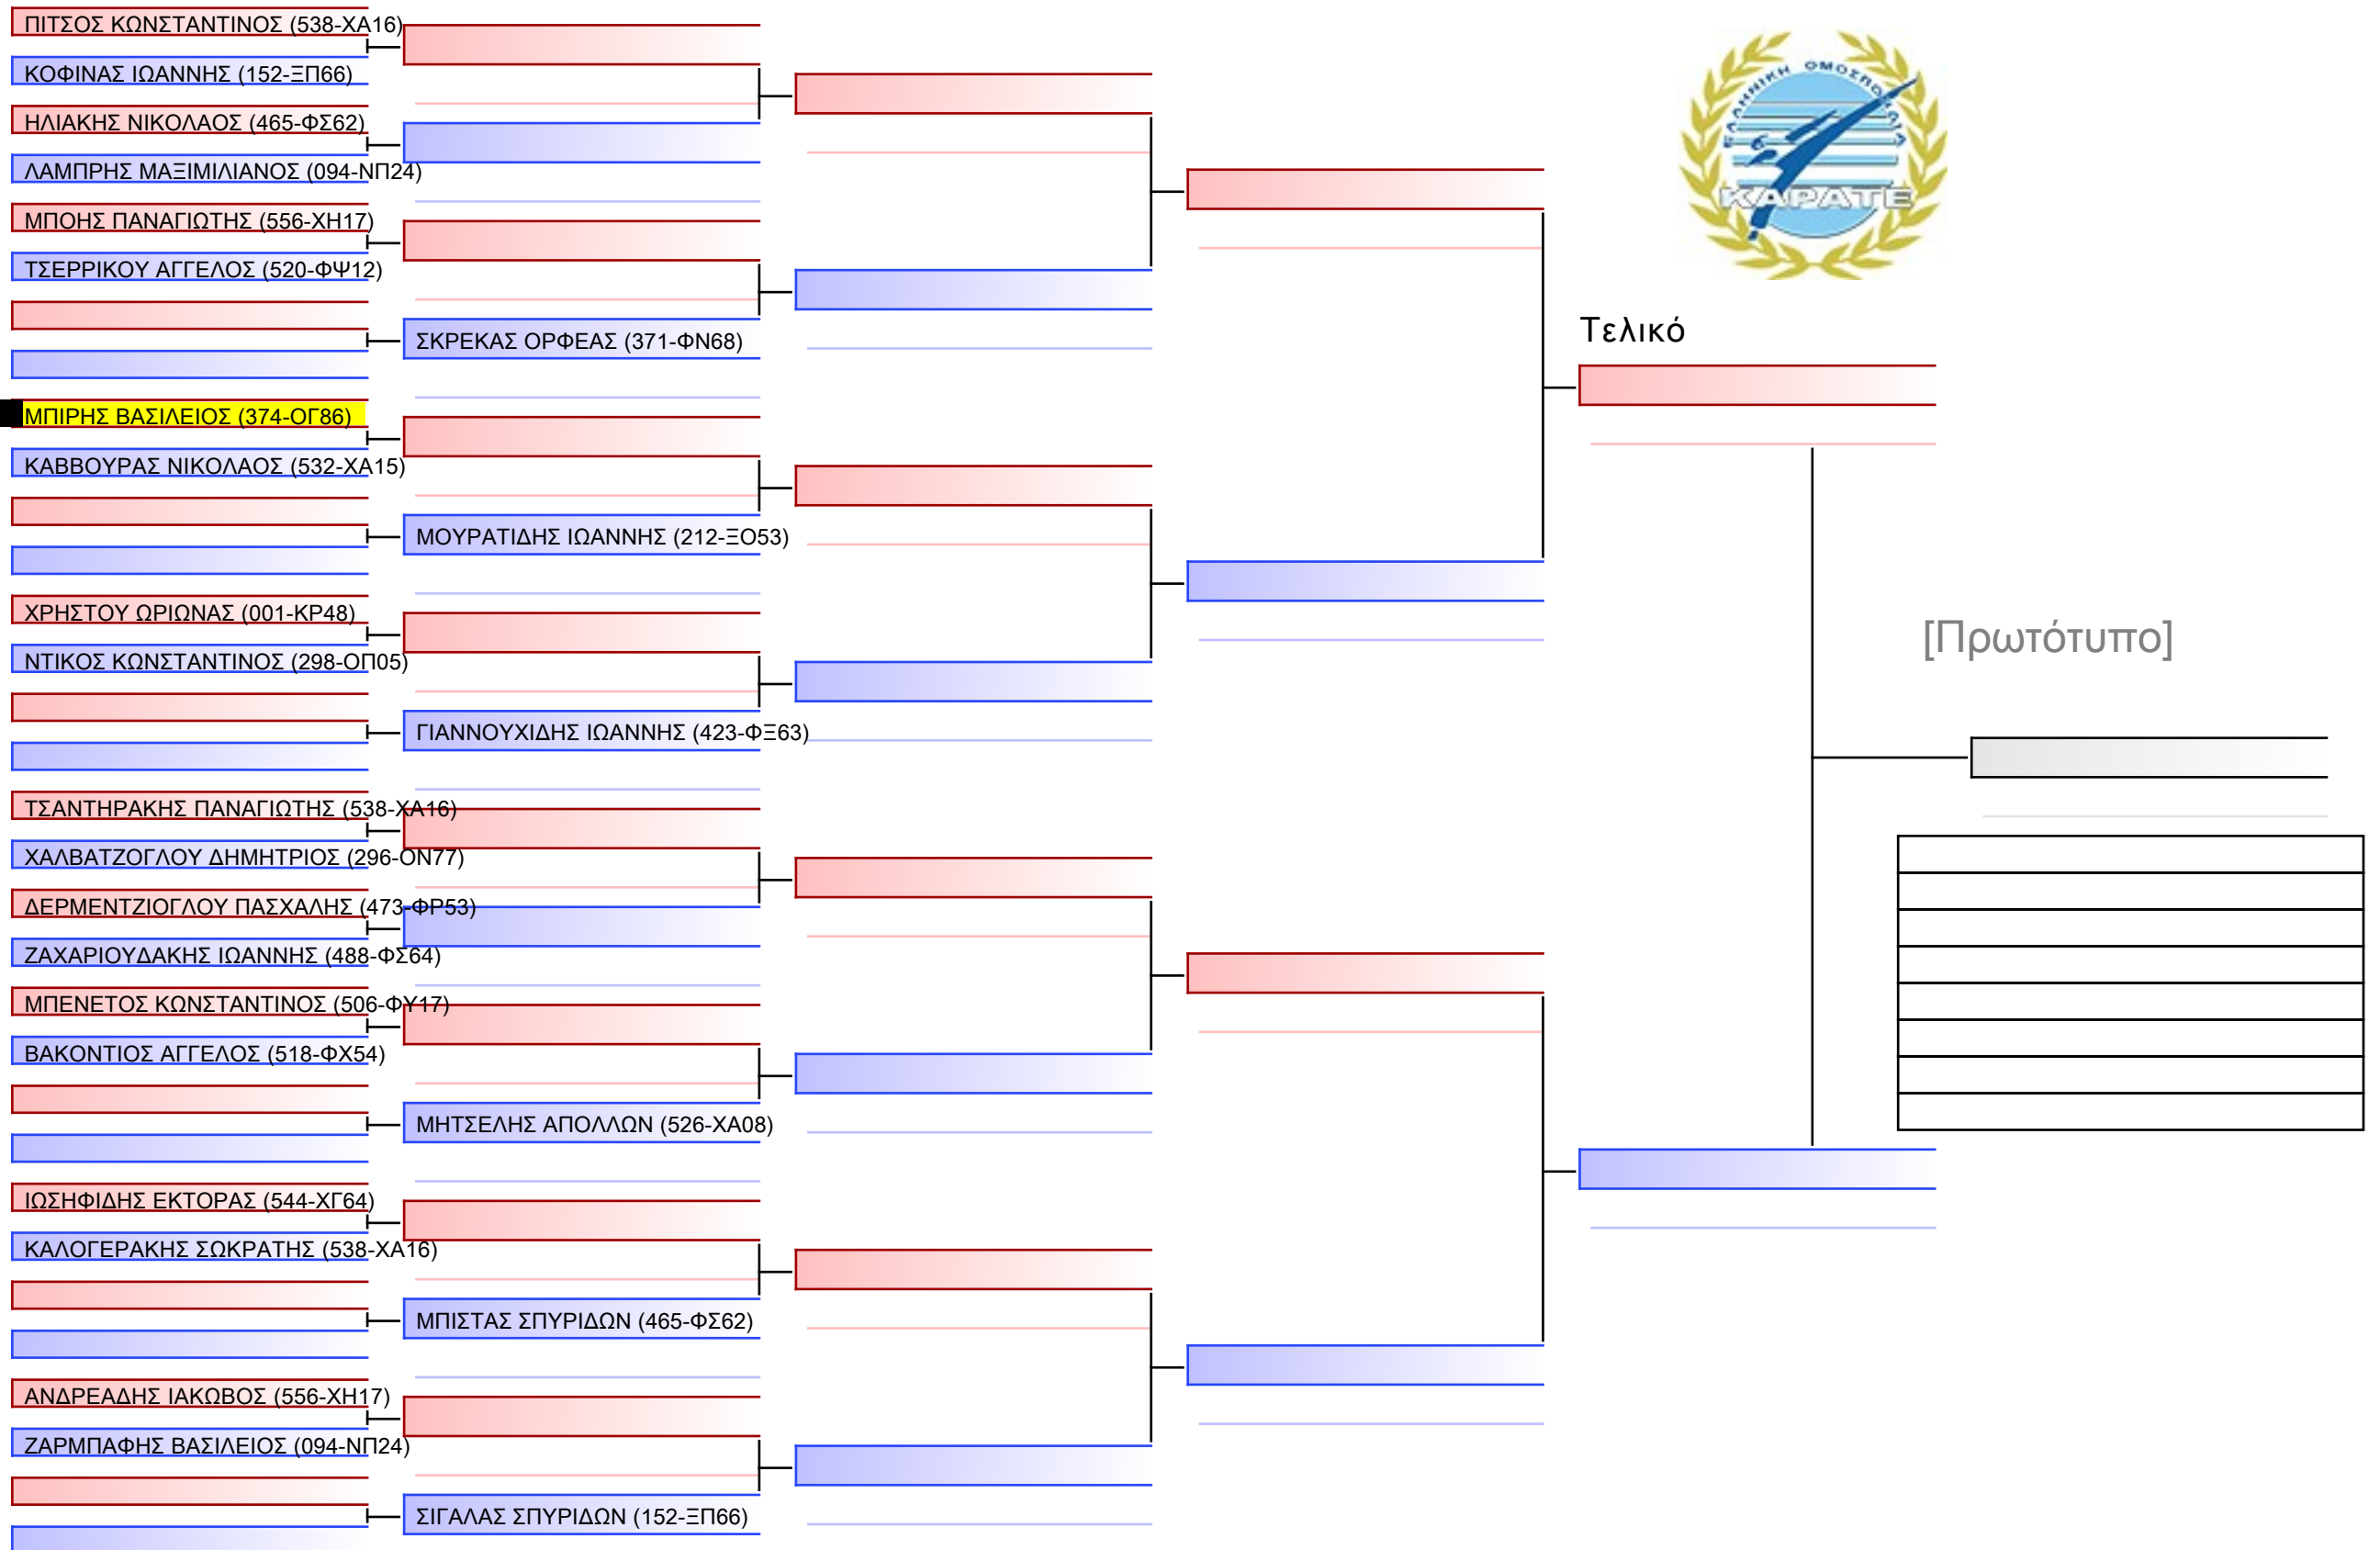 ΠΙΤΣΟΣ ΚΩΝΣΤΑΝΤΙΝΟΣ (538-ΧΑ16)
ΚΟΦΙΝΑΣ ΙΩΑΝΝΗΣ (152-ΞΠ66)
ΗΛΙΑΚΗΣ ΝΙΚΟΛΑΟΣ (465-ΦΣ62)
ΛΑΜΠΡΗΣ ΜΑΞΙΜΙΛΙΑΝΟΣ (094-ΝΠ24)
ΜΠΟΗΣ ΠΑΝΑΓΙΩΤΗΣ (556-ΧΗ17)
ΤΣΕΡΡΙΚΟΥ ΑΓΓΕΛΟΣ (520-ΦΨ12)
ΜΠΙΡΗΣ ΒΑΣΙΛΕΙΟΣ (374-ΟΓ86)
ΚΑΒΒΟΥΡΑΣ ΝΙΚΟΛΑΟΣ (532-ΧΑ15)
ΧΡΗΣΤΟΥ ΩΡΙΩΝΑΣ (001-ΚΡ48)
ΝΤΙΚΟΣ ΚΩΝΣΤΑΝΤΙΝΟΣ (298-ΟΠ05)
ΤΣΑΝΤΗΡΑΚΗΣ ΠΑΝΑΓΙΩΤΗΣ (538-ΧΑ16)
ΧΑΛΒΑΤΖΟΓΛΟΥ ΔΗΜΗΤΡΙΟΣ (296-ΟΝ77)
ΔΕΡΜΕΝΤΖΙΟΓΛΟΥ ΠΑΣΧΑΛΗΣ (473-ΦΡ53)
ΖΑΧΑΡΙΟΥΔΑΚΗΣ ΙΩΑΝΝΗΣ (488-ΦΣ64)
ΜΠΕΝΕΤΟΣ ΚΩΝΣΤΑΝΤΙΝΟΣ (506-ΦΥ17)
ΒΑΚΟΝΤΙΟΣ ΑΓΓΕΛΟΣ (518-ΦΧ54)
ΙΩΣΗΦΙΔΗΣ ΕΚΤΟΡΑΣ (544-ΧΓ64)
ΚΑΛΟΓΕΡΑΚΗΣ ΣΩΚΡΑΤΗΣ (538-ΧΑ16)
ΑΝΔΡΕΑΔΗΣ ΙΑΚΩΒΟΣ (556-ΧΗ17)
ΖΑΡΜΠΑΦΗΣ ΒΑΣΙΛΕΙΟΣ (094-ΝΠ24)
ΣΚΡΕΚΑΣ ΟΡΦΕΑΣ (371-ΦΝ68)
ΜΟΥΡΑΤΙΔΗΣ ΙΩΑΝΝΗΣ (212-ΞΟ53)
ΓΙΑΝΝΟΥΧΙΔΗΣ ΙΩΑΝΝΗΣ (423-ΦΞ63)
ΜΗΤΣΕΛΗΣ ΑΠΟΛΛΩΝ (526-ΧΑ08)
ΜΠΙΣΤΑΣ ΣΠΥΡΙΔΩΝ (465-ΦΣ62)
ΣΙΓΑΛΑΣ ΣΠΥΡΙΔΩΝ (152-ΞΠ66)
ΕΛΛΗΝΙΚΗ ΟΜΟΣΠΟΝΔΙΑ
ΚΑΡΑΤΕ
Τελικό
[Πρωτότυπο]